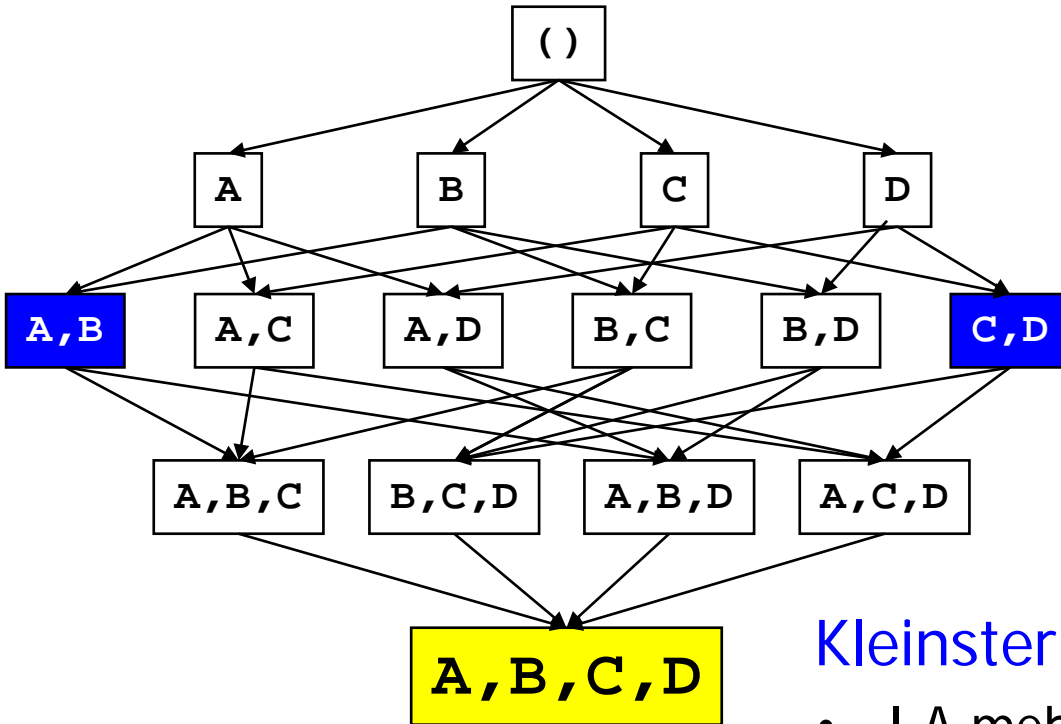 ()
A B C D
A,B A,C A,D B,C B,D C,D
A,B,C B,C,D A,B,D A,C,D
A,B,C,D
Kleinster
•